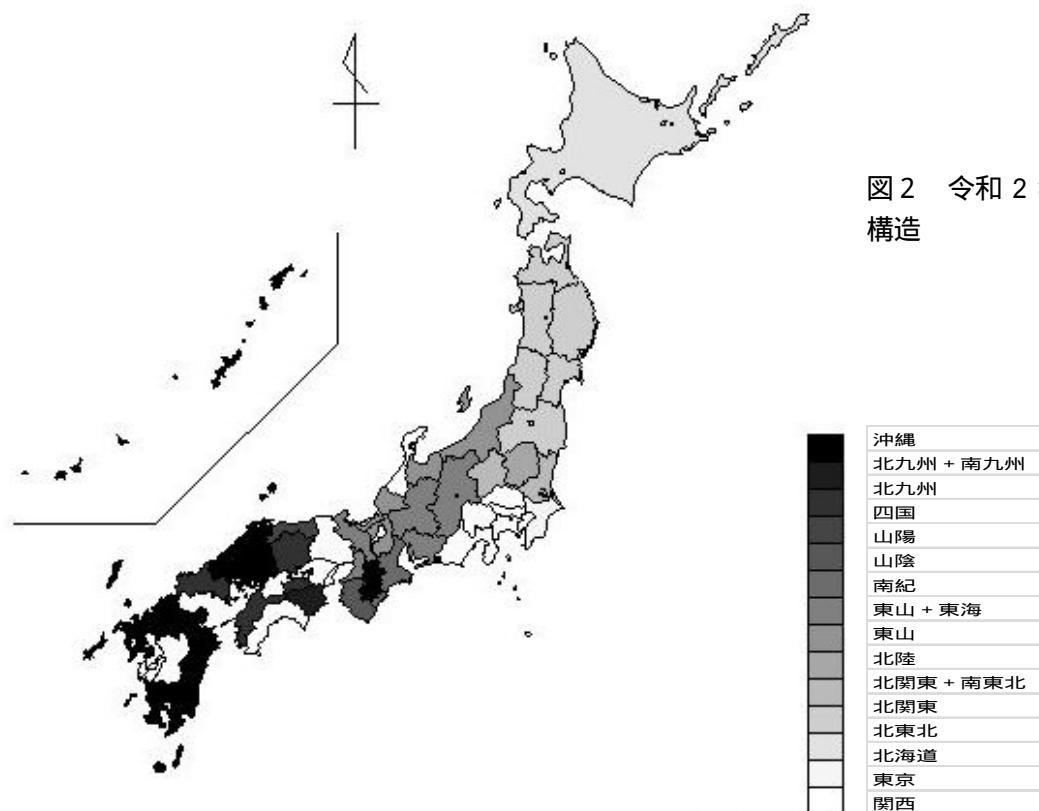 図2 令和2
構造
沖縄
北九州+南九州
北九州
四国
山陽
山陰
南紀
東山+東海
東山
北陸
北関東+南東北
北関東
北東北
北海道
東京
関西